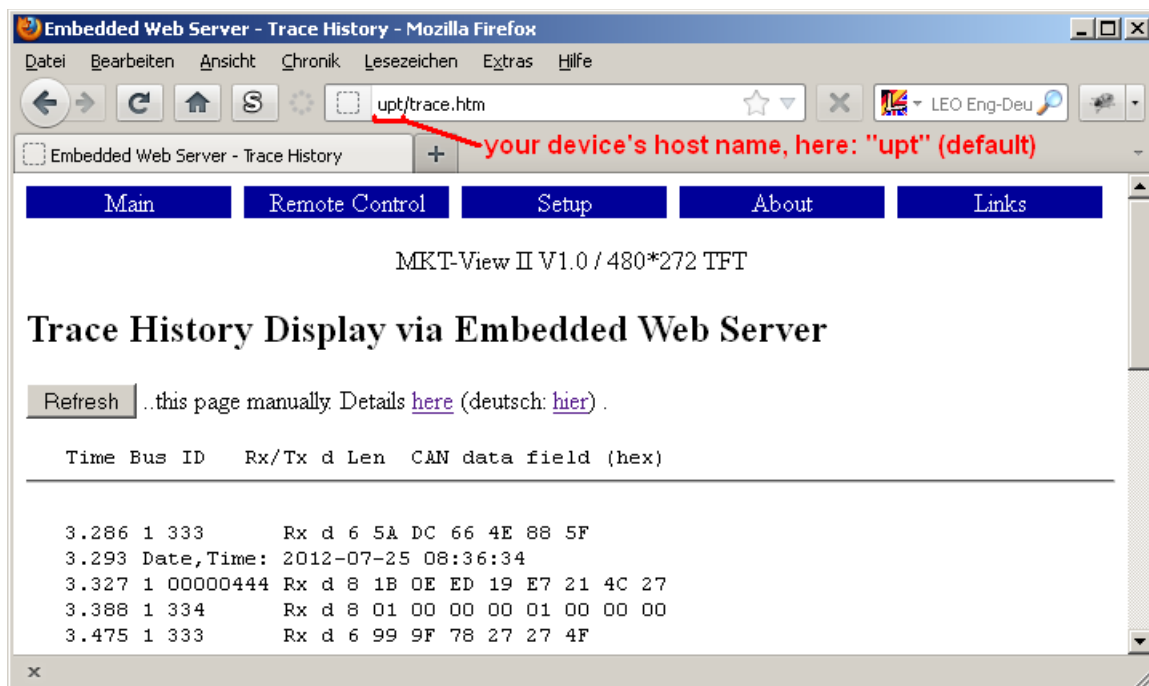 Embedded Web Server - Trace History - Mozilla Firefox
Datei Bearbeiten Ansicht Chronik Lesezeichen Extras Hilfe
S upt/trace.htm LEO Eng-Deu
your device's host name, here: "upt" (default)
Embedded Web Server - Trace History +
Main Remote Control Setup About Links
MKT-View II V1.0 / 480*272 TFT
Trace History Display via Embedded Web Server
Refresh ..this page manually. Details here (deutsch: hier) .
Time Bus ID Rx/Tx d Len CAN data field (hex)
3.286 1 333 Rx d 6 5A DC 66 4E 88 5F
3.293 Date,Time: 2012-07-25 08:36:34
3.327 1 00000444 Rx d 8 1B 0E ED 19 E7 21 4C 27
3.388 1 334 Rx d 8 01 00 00 00 01 00 00 00
3.475 1 333 Rx d 6 99 9F 78 27 27 4F
x